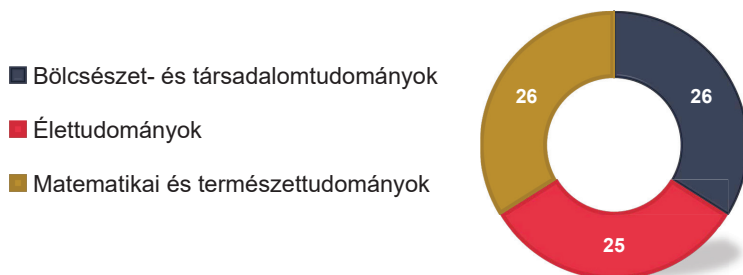 Bölcsészet- és társadalomtudományok
Élettudományok
Matematikai és természettudományok
26
26
25